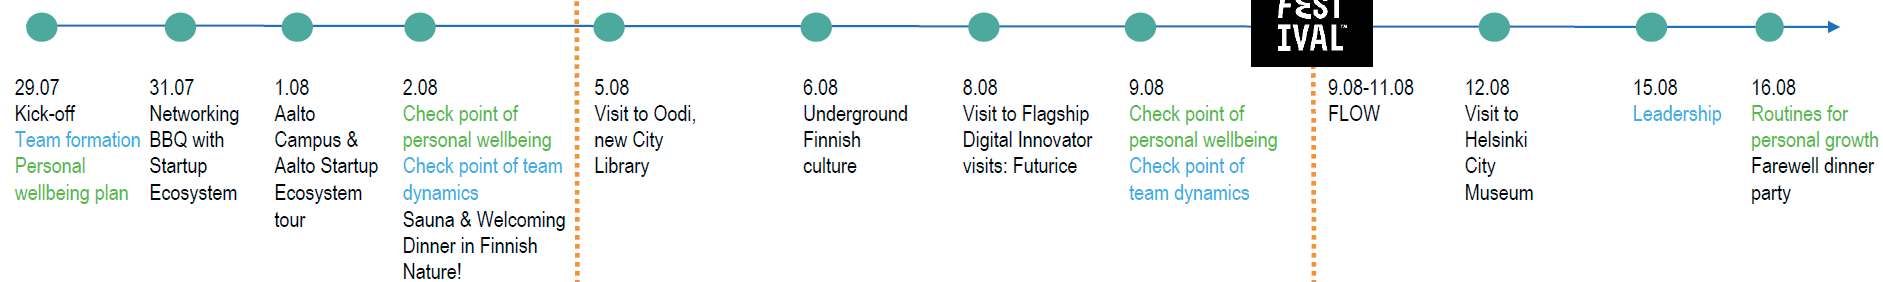 FEST
IVAL™
29.07
Kick-off
Team formation
Personal
wellbeing plan
31.07
Networking
BBQ with
Startup
Ecosystem
1.08
Aalto
Campus &
Aalto Startup
Ecosystem
tour
2.08
Check point of
personal wellbeing
Check point of team
dynamics
Sauna & Welcoming
Dinner in Finnish
Nature!
5.08
Visit to Oodi,
new City
Library
6.08
Underground
Finnish
culture
8.08
Visit to Flagship
Digital Innovator
visits: Futurice
9.08
Check point of
personal wellbeing
Check point of
team dynamics
9.08-11.08
FLOW
12.08
Visit to
Helsinki
City
Museum
15.08
Leadership
16.08
Routines for
personal growth
Farewell dinner
party